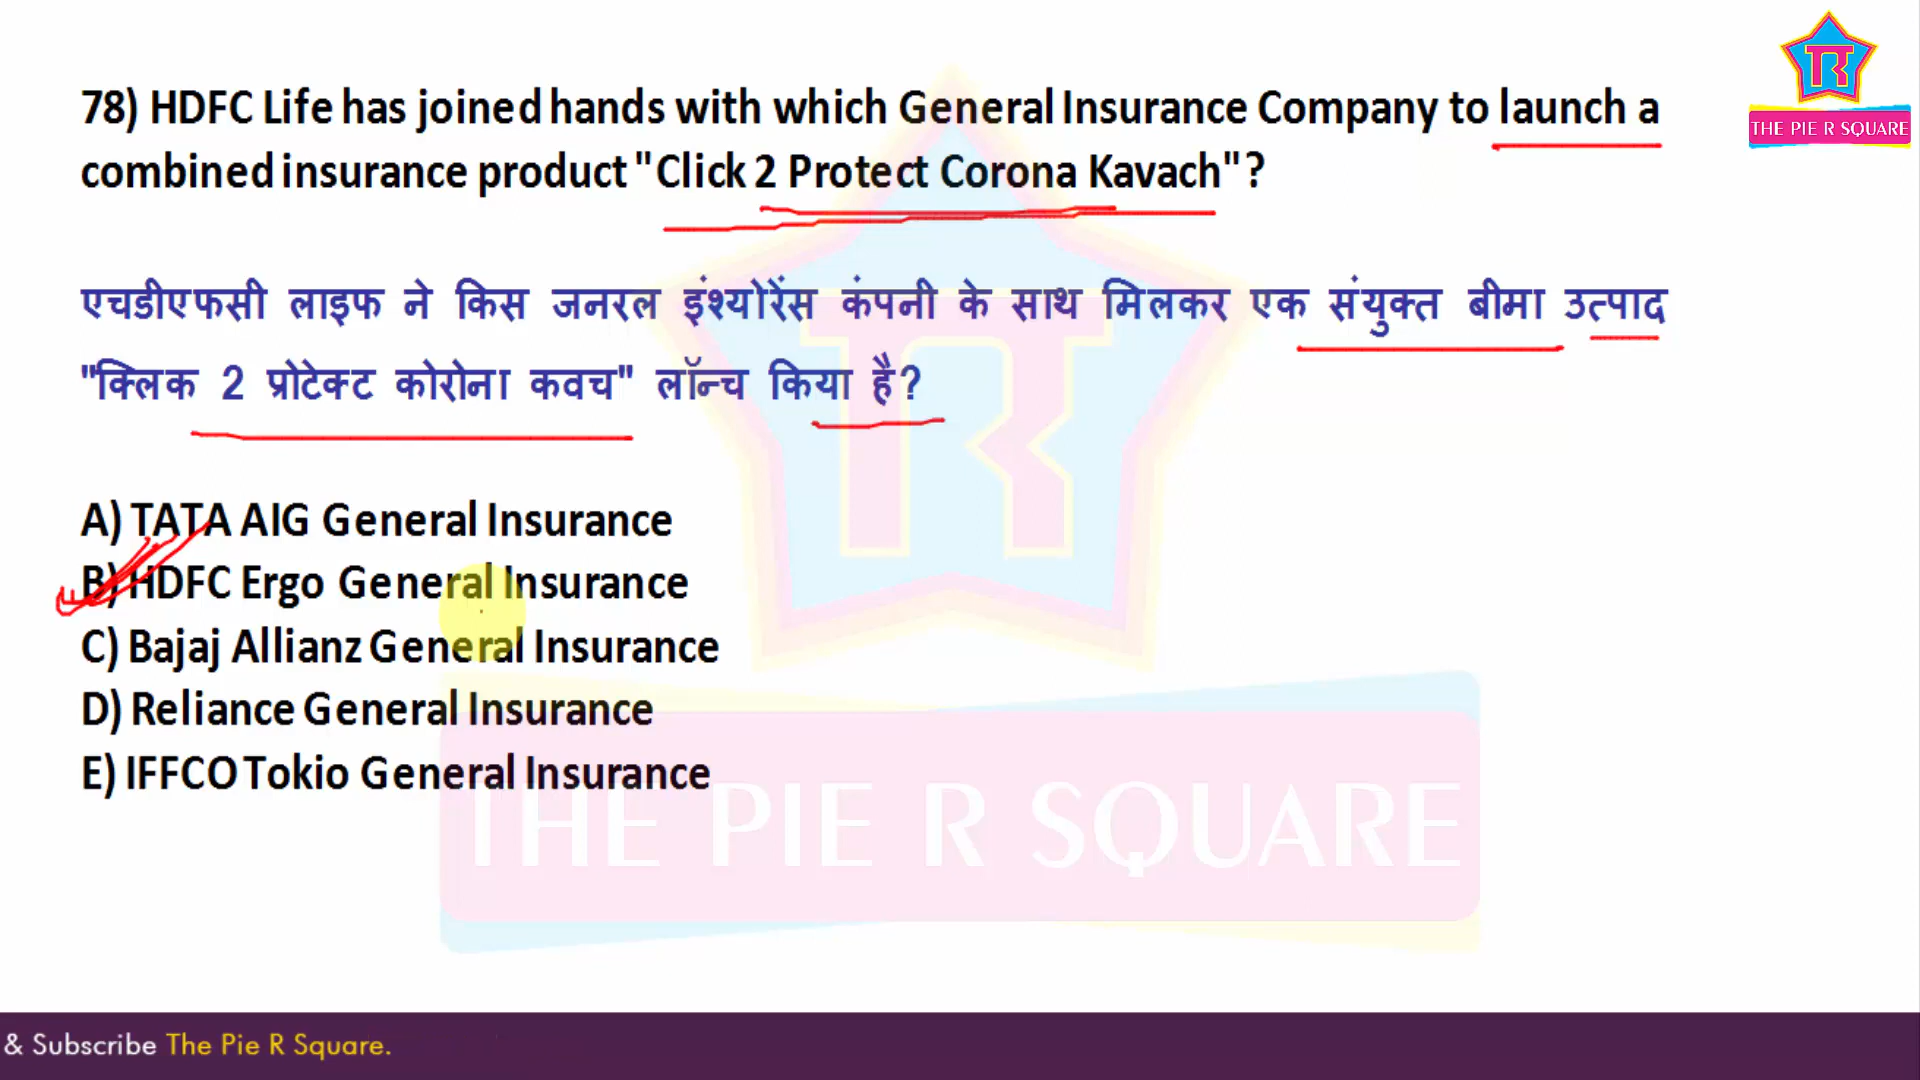 78) HDFC Life has joined hands with which General Insurance Company to launch a
combined insurance product "Click 2 Protect Corona Kavach"?
एचडीएफसी लाइफ ने किस जनरल इंश्योरेंस कंपनी के साथ मिलकर एक संयुक्त बीमा उत्पाद
"क्लिक 2 प्रोटेक्ट कोरोना कवच" लॉन्च किया है?
A) TATA AIG General Insurance
B) HDFC Ergo General Insurance
C) Bajaj Allianz General Insurance
D) Reliance General Insurance
E) IFFCO Tokio General Insurance
THE PIE R SQUARE
THE PIE R SQUARE
& Subscribe The Pie R Square.